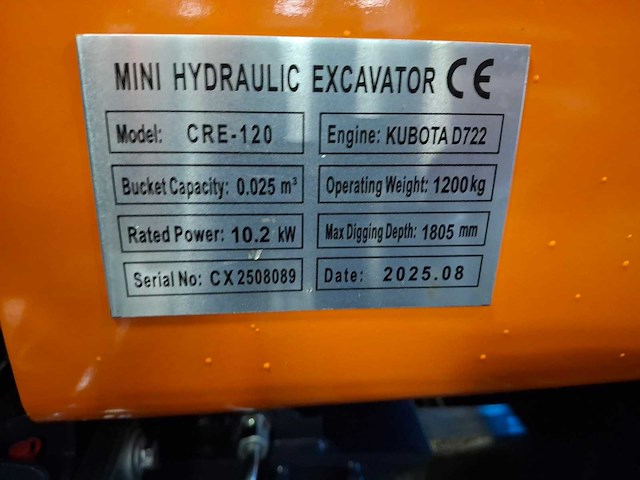 MINI HYDRAULIC EXCAVATOR CE
Model: CRE-120
Engine: KUBOTA D722
Bucket Capacity: 0.025 m³
Operating Weight: 1200kg
Rated Power: 10.2 kW
Max Digging Depth: 1805 mm
Serial No: CX2508089
Date: 2025.08